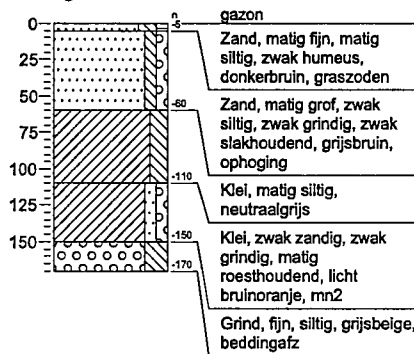 gazon
0
-5
Zand, matig fijn, matig
siltig, zwak humeus,
donkerbruin, graszoden
25
50
-60
Zand, matig grof, zwak
siltig, zwak grindig, zwak
slakhoudend, grijsbruin,
ophoging
75
100
-110
Klei, matig siltig,
neutraalgrijs
125
150
-150
Klei, zwak zandig, zwak
grindig, matig
roesthoudend, licht
bruinoranje, mn2
-170
Grind, fijn, siltig, grijsbeige,
beddingafz